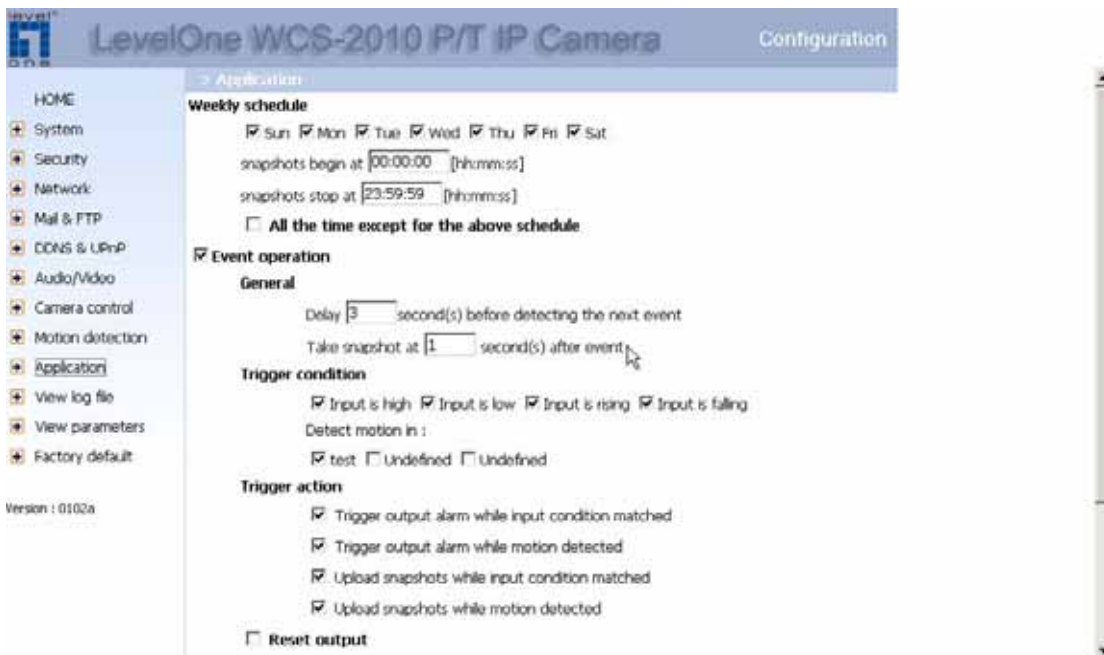 level
one
LevelOne WCS-2010 P/T IP Camera
Configuration
> Application
HOME
System
Security
Network
Mail & FTP
DDNS & UPnP
Audio/Video
Camera control
Motion detection
Application
View log file
View parameters
Factory default
Version : 0102a
Weekly schedule
Sun Mon Tue Wed Thu Fri Sat
snapshots begin at 00:00:00 [hh:mm:ss]
snapshots stop at 23:59:59 [hh:mm:ss]
All the time except for the above schedule
Event operation
General
Delay 3 second(s) before detecting the next event
Take snapshot at 1 second(s) after event
Trigger condition
Input is high Input is low Input is rising Input is falling
Detect motion in :
test Undefined Undefined
Trigger action
Trigger output alarm while input condition matched
Trigger output alarm while motion detected
Upload snapshots while input condition matched
Upload snapshots while motion detected
Reset output